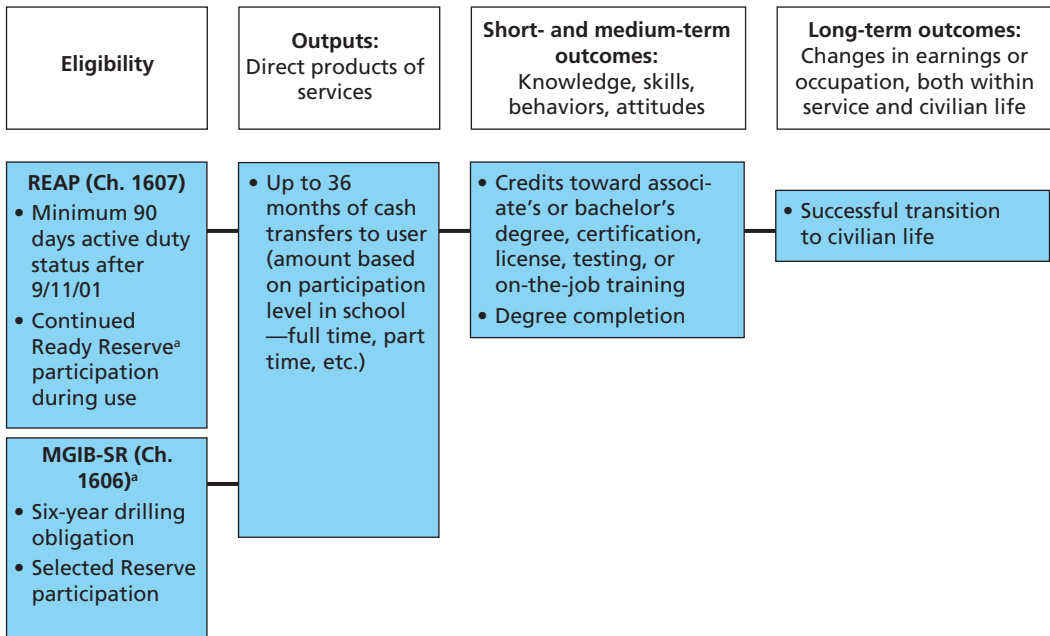 Eligibility
Outputs:
Direct products of
services
Short- and medium-term
outcomes:
Knowledge, skills,
behaviors, attitudes
Long-term outcomes:
Changes in earnings or
occupation, both within
service and civilian life
REAP (Ch. 1607)
• Minimum 90
days active duty
status after
9/11/01
• Continued
Ready Reserveᵃ
participation
during use
MGIB-SR (Ch.
1606)ᵃ
• Six-year drilling
obligation
• Selected Reserve
participation
• Up to 36
months of cash
transfers to user
(amount based
on participation
level in school
—full time, part
time, etc.)
• Credits toward associ-
ate’s or bachelor’s
degree, certification,
license, testing, or
on-the-job training
• Degree completion
• Successful transition
to civilian life